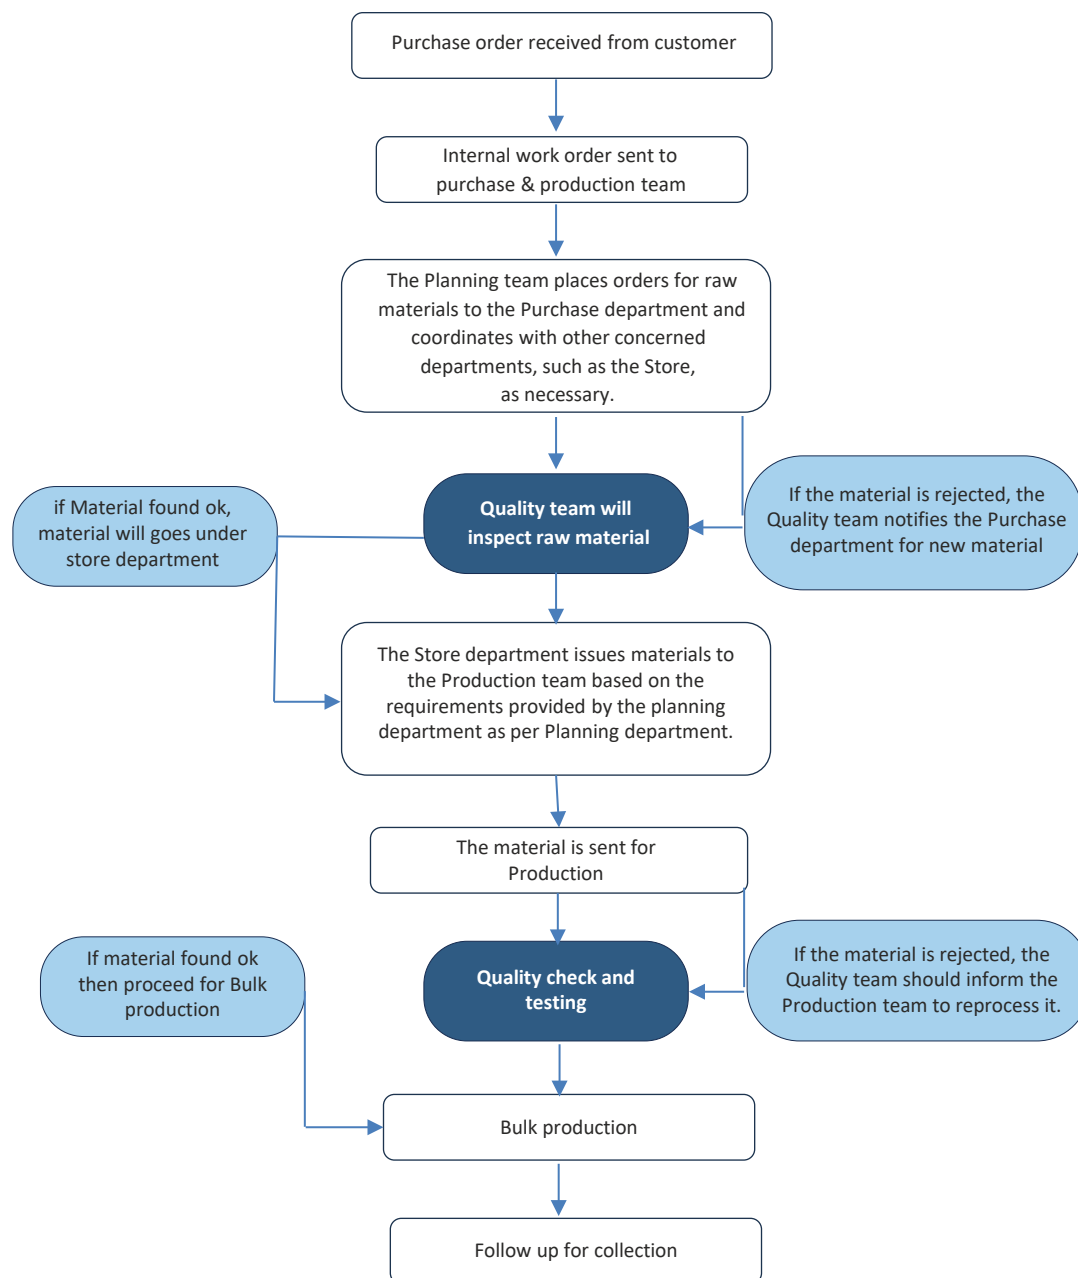 Purchase order received from customer
Internal work order sent to
purchase & production team
The Planning team places orders for raw
materials to the Purchase department and
coordinates with other concerned
departments, such as the Store,
as necessary.
if Material found ok,
material will goes under
store department
Quality team will
inspect raw material
If the material is rejected, the
Quality team notifies the Purchase
department for new material
The Store department issues materials to
the Production team based on the
requirements provided by the planning
department as per Planning department.
The material is sent for
Production
If material found ok
then proceed for Bulk
production
Quality check and
testing
If the material is rejected, the
Quality team should inform the
Production team to reprocess it.
Bulk production
Follow up for collection